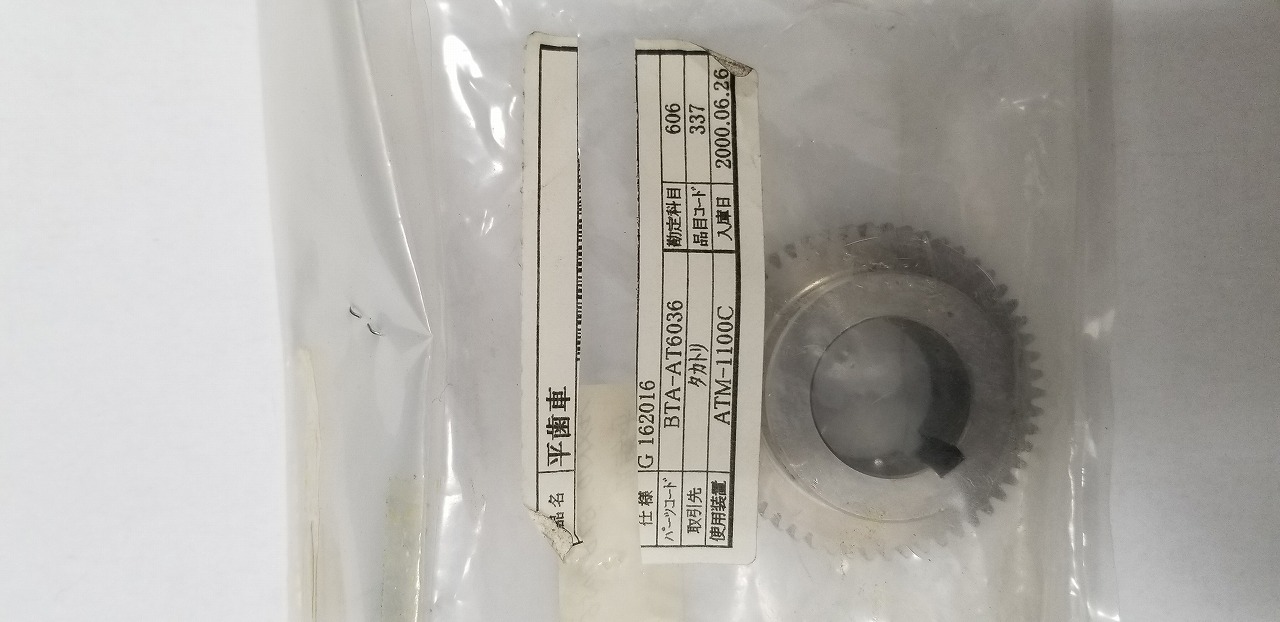 品名 平歯車
仕様 G 162016
パーツコード BTA-AT6036 勘定科目 606
取引先 タカトリ 品目コード 337
使用装置 ATM-1100C 入庫日 2000.06.26